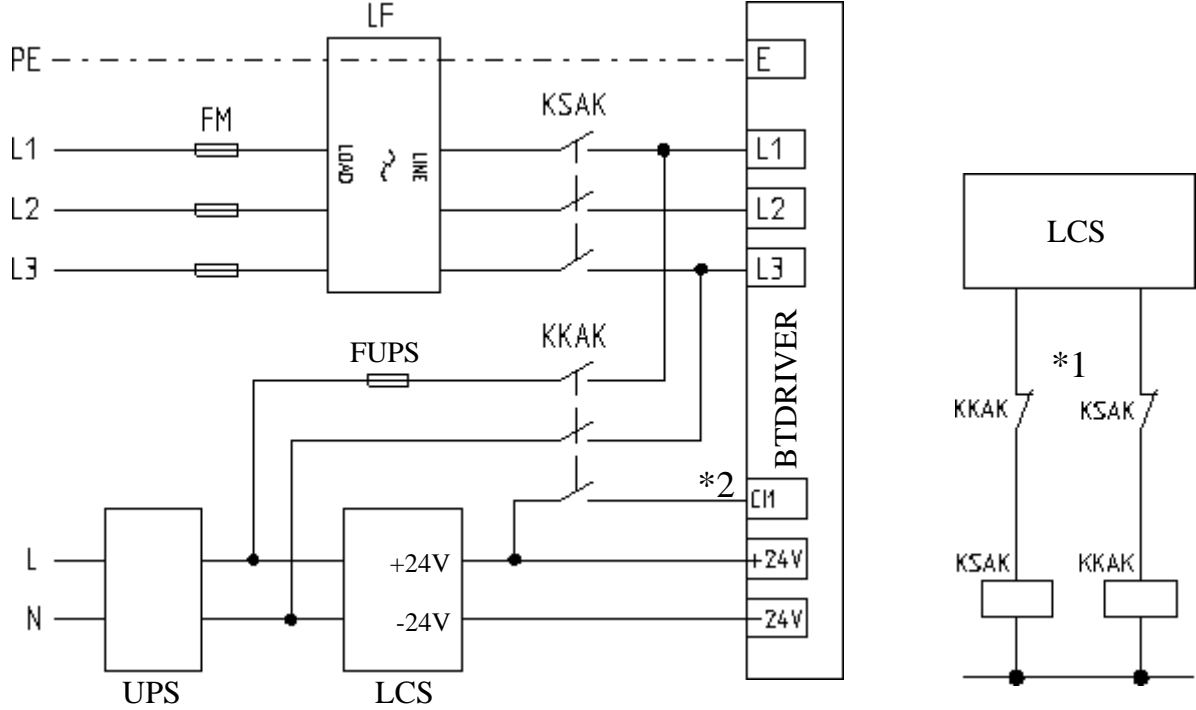 LF
PE
E
FM
KSAK
L1
LOAD
LINE
L1
L2
L2
L3
L3
LCS
FUPS
KKAK
BTDRIVER
*1
KKAK
KSAK
*2
CM
L
+24V
+24V
KSAK
KKAK
N
-24V
-24V
UPS
LCS